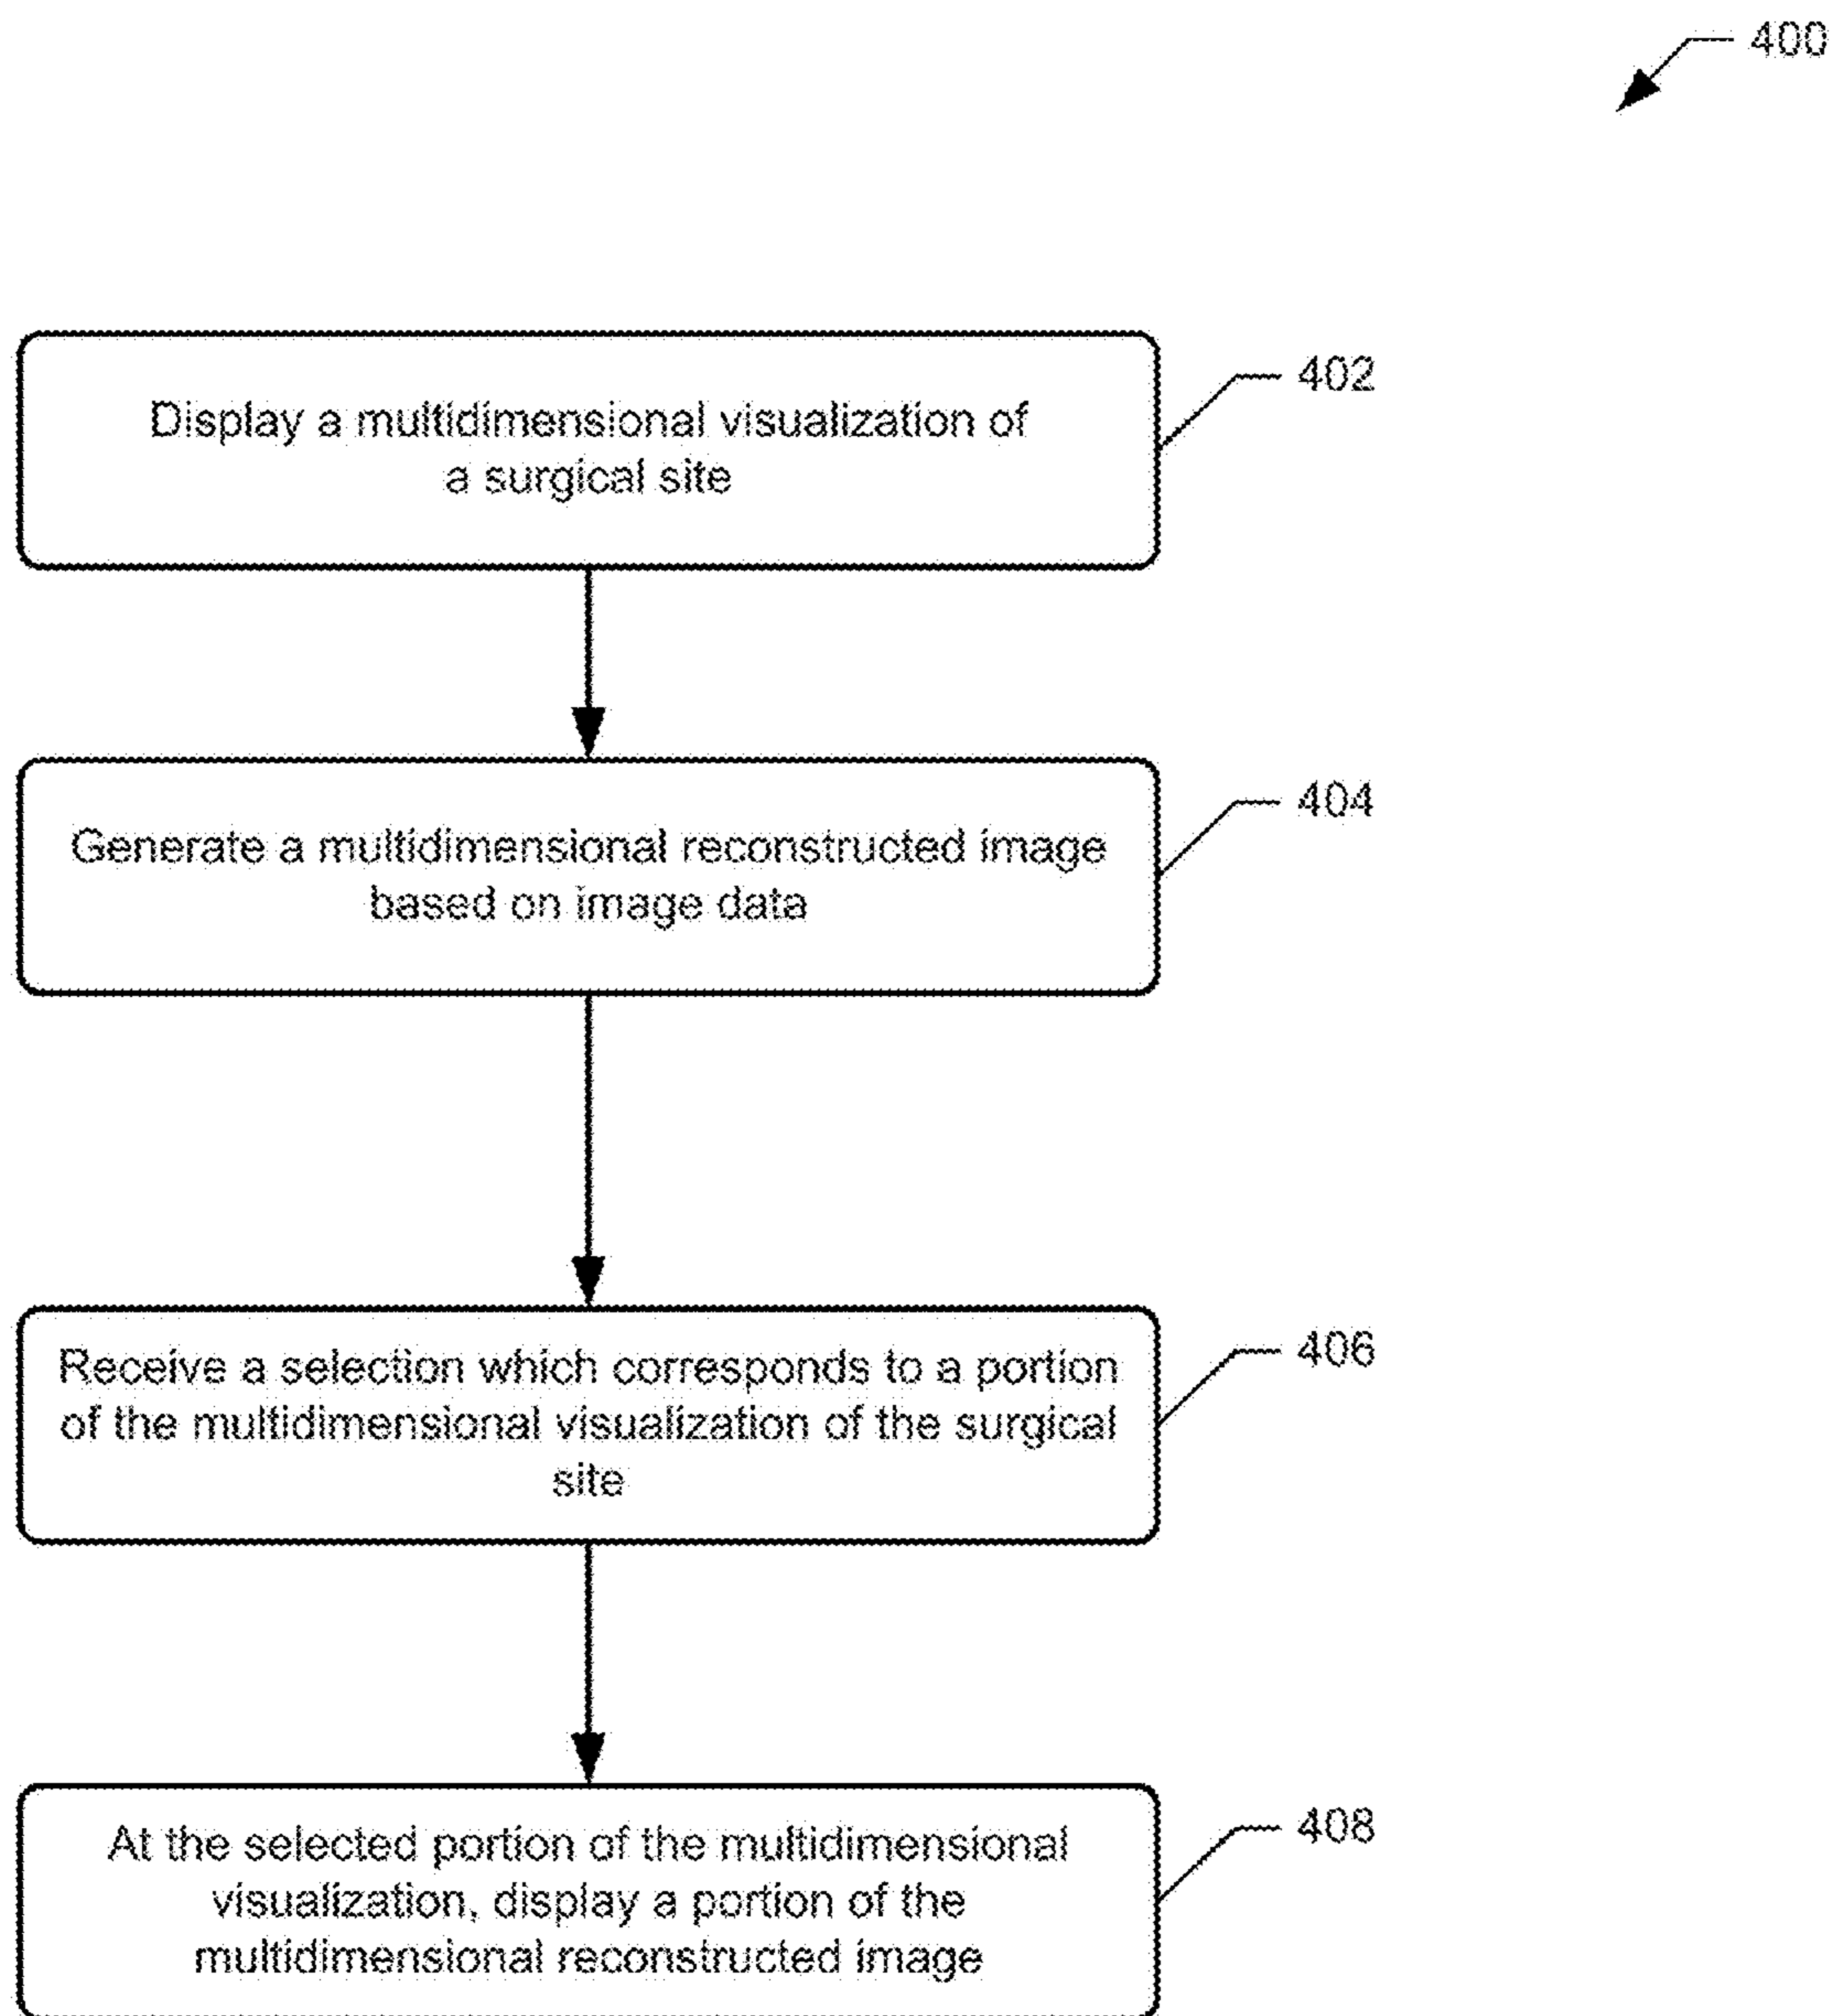 400
Display a multidimensional visualization of
a surgical site
402
Generate a multidimensional reconstructed image
based on image data
404
Receive a selection which corresponds to a portion
of the multidimensional visualization of the surgical
site
406
At the selected portion of the multidimensional
visualization, display a portion of the
multidimensional reconstructed image
408